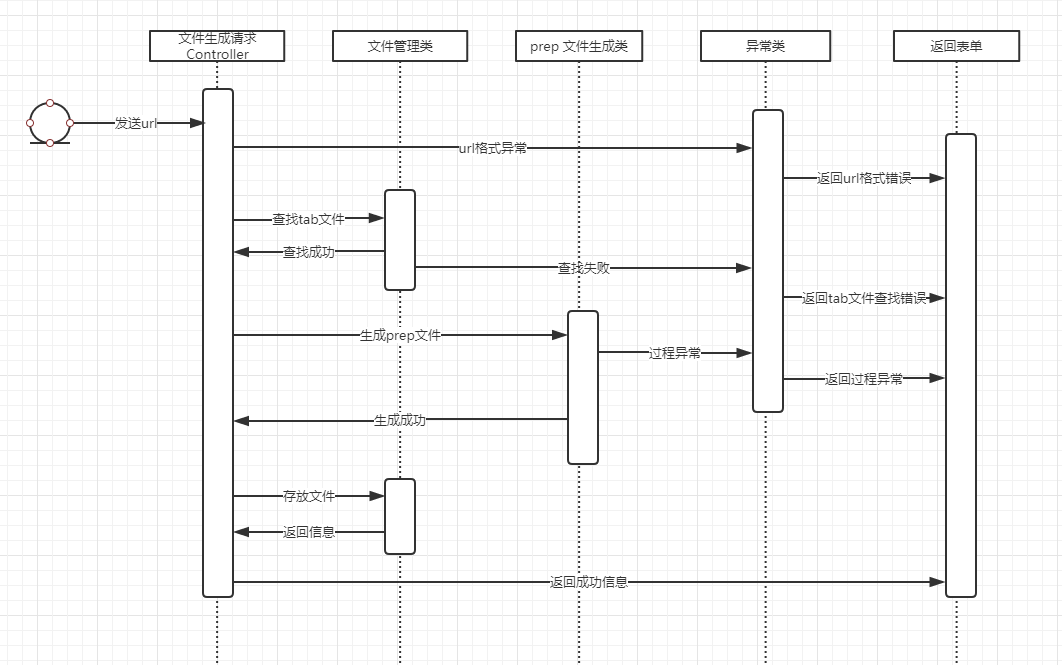 文件生成请求
Controller
文件管理类
prep 文件生成类
异常类
返回表单
发送url
url格式异常
返回url格式错误
查找tab文件
查找成功
查找失败
返回tab文件查找错误
生成prep文件
过程异常
返回过程异常
生成成功
存放文件
返回信息
返回成功信息